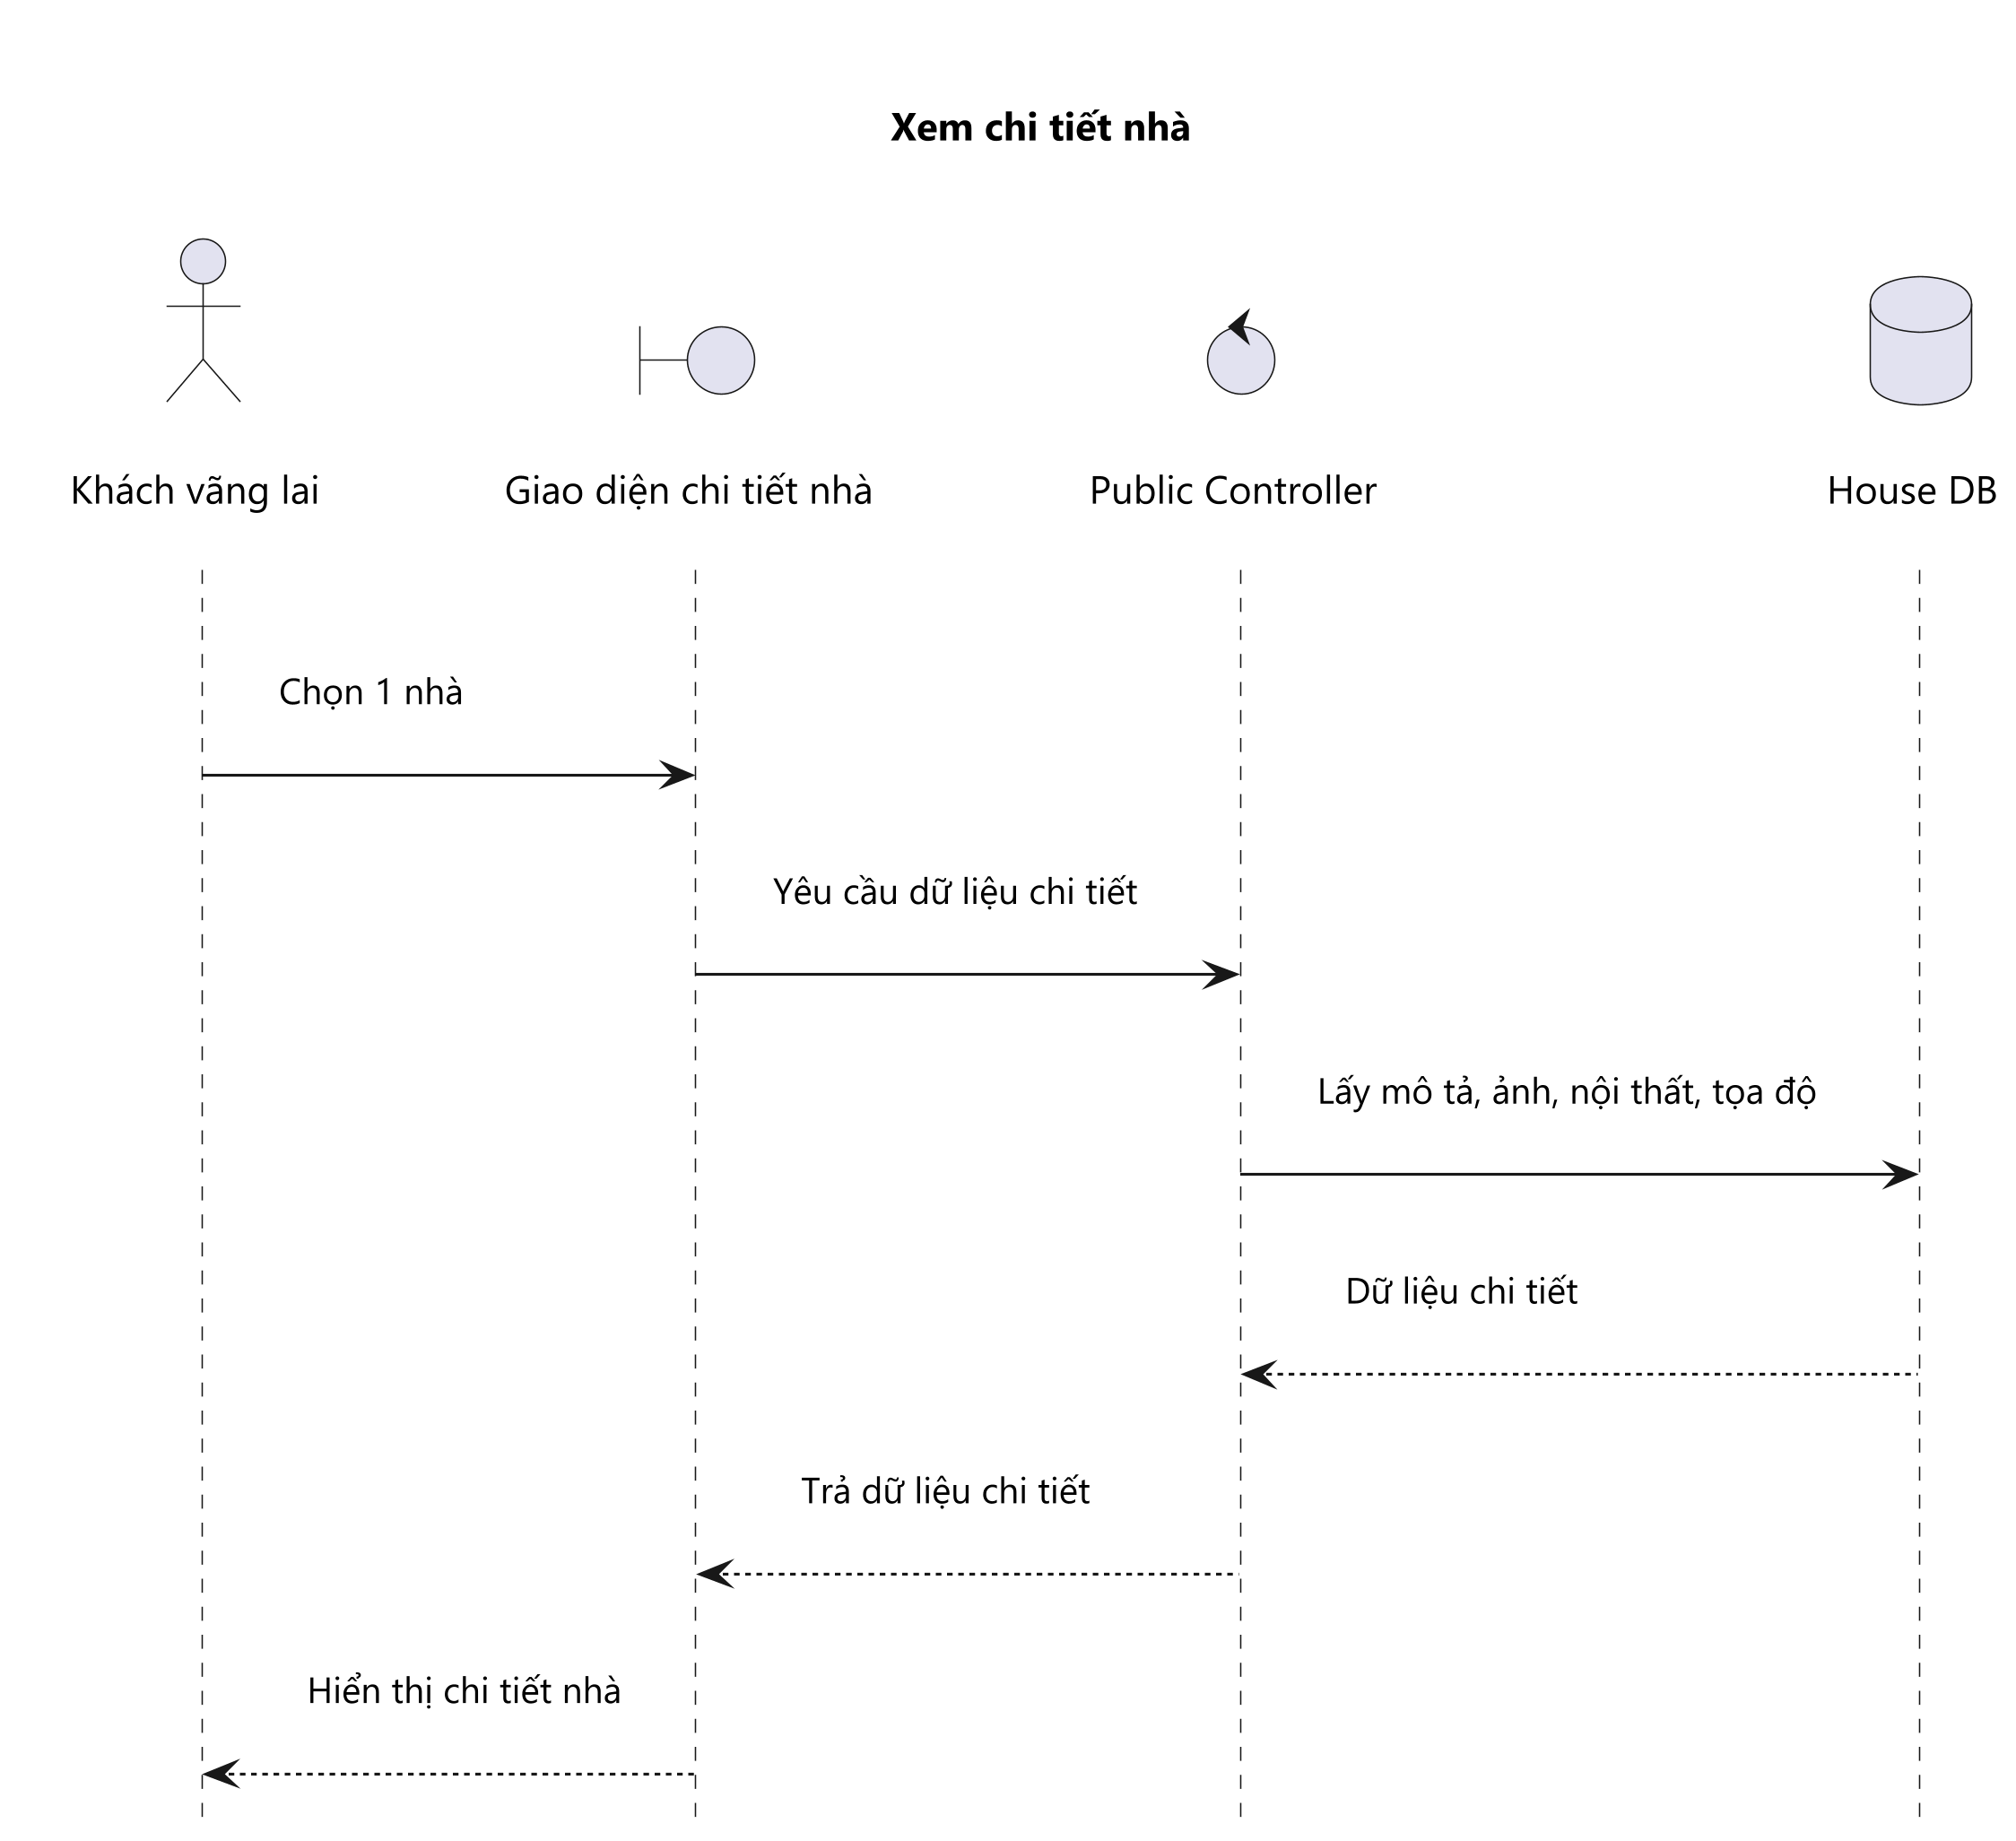 Xem chi tiết nhà
Khách vãng lai
Giao diện chi tiết nhà
Public Controller
House DB
Chọn 1 nhà
Yêu cầu dữ liệu chi tiết
Lấy mô tả, ảnh, nội thất, tọa độ
Dữ liệu chi tiết
Trả dữ liệu chi tiết
Hiển thị chi tiết nhà